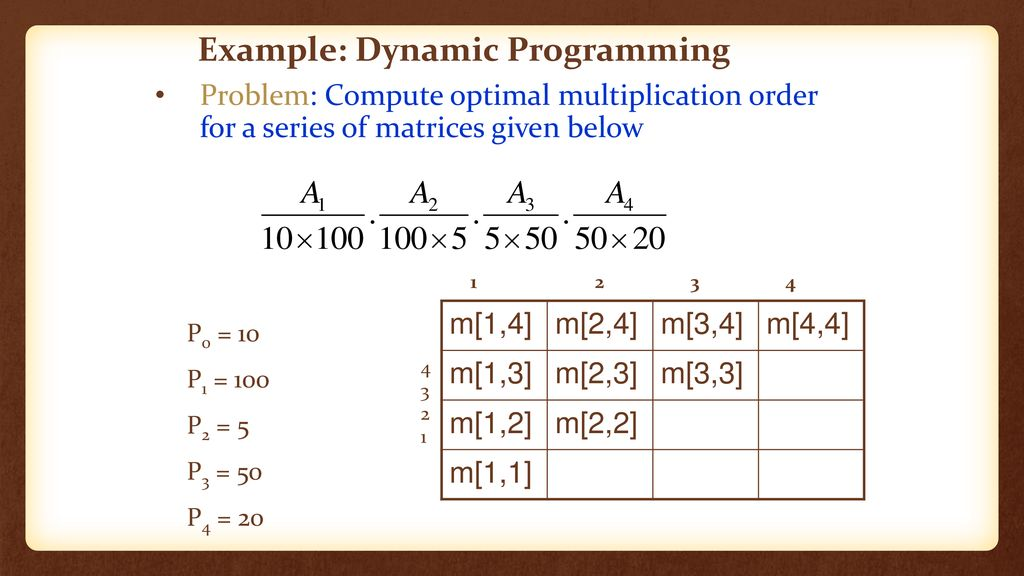 Example: Dynamic Programming
• Problem: Compute optimal multiplication order
for a series of matrices given below
A₁ A₂ A₃ A₄
10×100 · 100×5 · 5×50 · 50×20
1 2 3 4
P₀ = 10
P₁ = 100
P₂ = 5
P₃ = 50
P₄ = 20
4
3
2
1
m[1,4] m[2,4] m[3,4] m[4,4]
m[1,3] m[2,3] m[3,3]
m[1,2] m[2,2]
m[1,1]